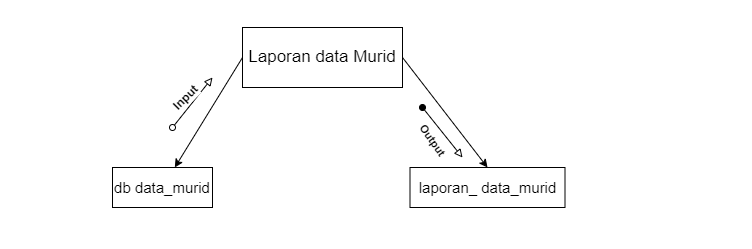 Laporan data Murid
Input
Output
db data_murid
laporan_ data_murid